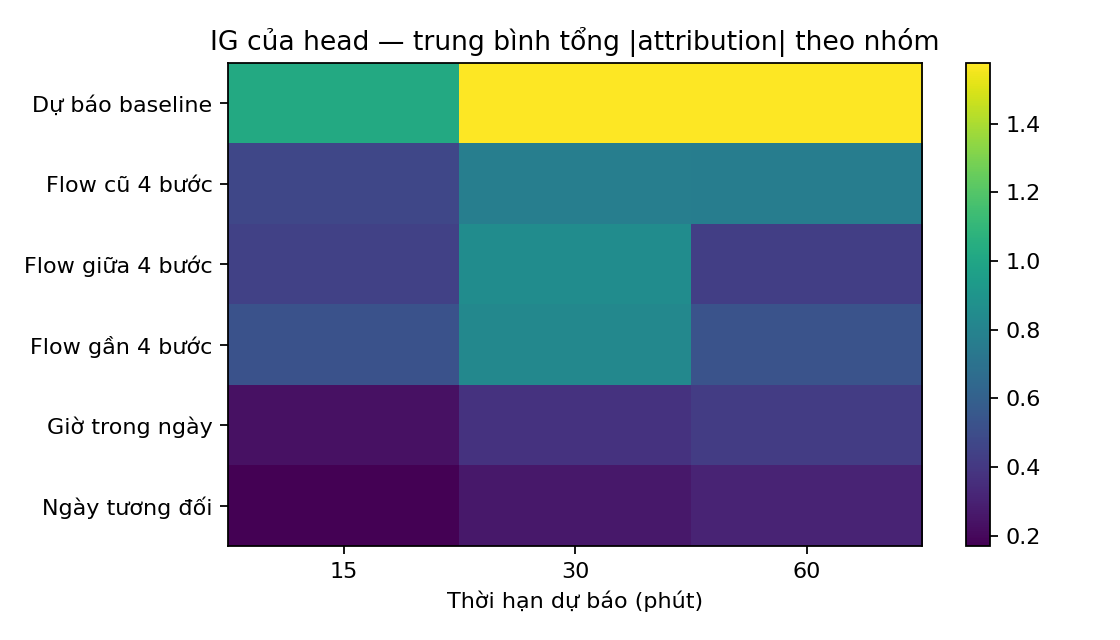 IG của head — trung bình tổng |attribution| theo nhóm
Dự báo baseline
Flow cũ 4 bước
Flow giữa 4 bước
Flow gần 4 bước
Giờ trong ngày
Ngày tương đối
15
30
60
Thời hạn dự báo (phút)
1.4
1.2
1.0
0.8
0.6
0.4
0.2